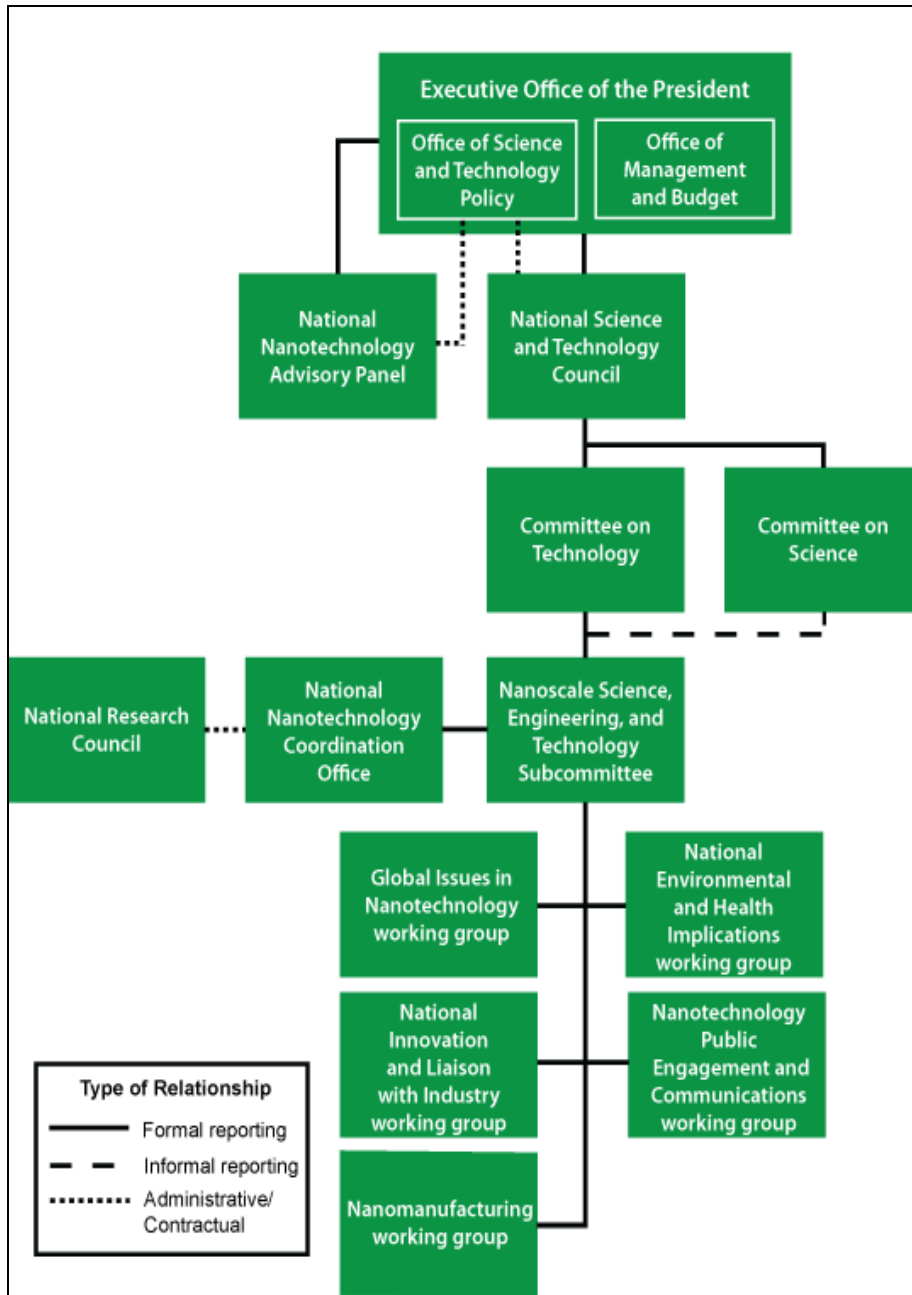 Executive Office of the President
Office of Science
and Technology
Policy
Office of
Management
and Budget
National
Nanotechnology
Advisory Panel
National Science
and Technology
Council
Committee on
Technology
Committee on
Science
National Research
Council
National
Nanotechnology
Coordination
Office
Nanoscale Science,
Engineering, and
Technology
Subcommittee
Global Issues in
Nanotechnology
working group
National
Environmental
and Health
Implications
working group
National
Innovation
and Liaison
with Industry
working group
Nanotechnology
Public
Engagement and
Communications
working group
Nanomanufacturing
working group
Type of Relationship
Formal reporting
Informal reporting
Administrative/
Contractual